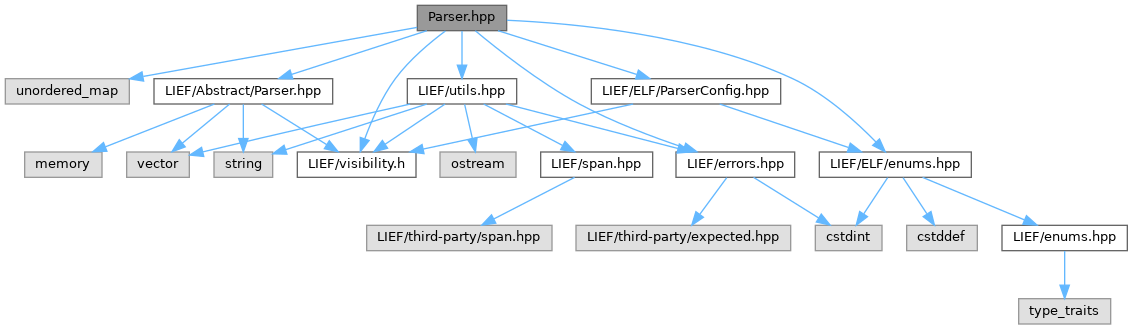 Parser.hpp
unordered_map
LIEF/Abstract/Parser.hpp
LIEF/utils.hpp
LIEF/ELF/ParserConfig.hpp
memory
vector
string
LIEF/visibility.h
ostream
LIEF/span.hpp
LIEF/errors.hpp
LIEF/ELF/enums.hpp
LIEF/third-party/span.hpp
LIEF/third-party/expected.hpp
cstdint
cstddef
LIEF/enums.hpp
type_traits